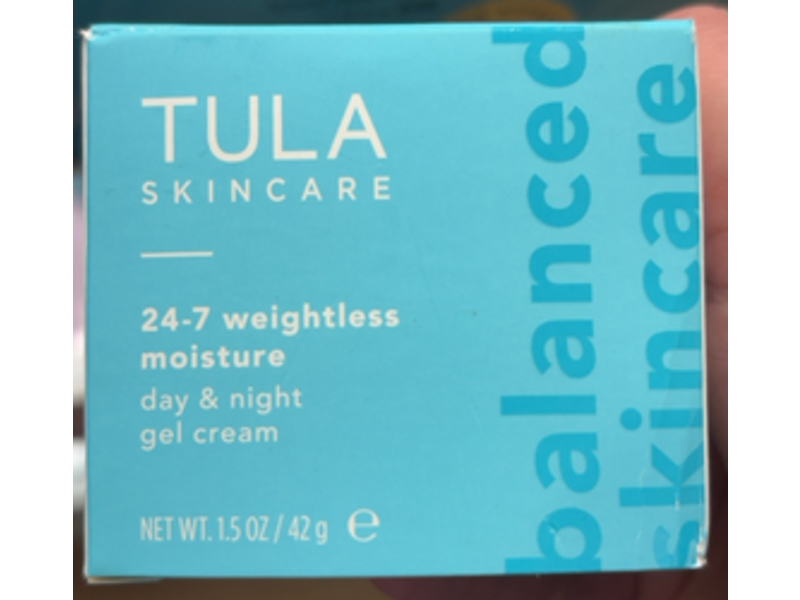 TULA
SKINCARE
24-7 weightless
moisture
day & night
gel cream
NET WT. 1.5 OZ / 42 g ℮
balanced
skincare